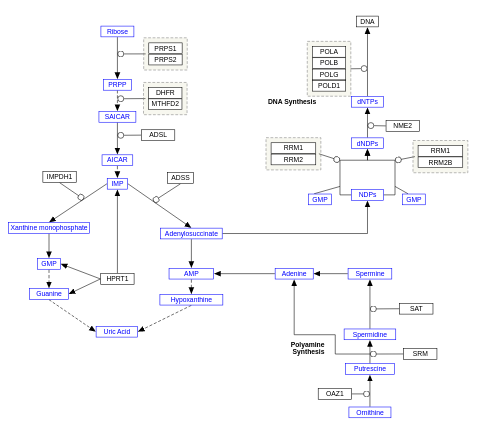 DNA
Ribose
PRPS1
PRPS2
POLA
POLB
POLG
POLD1
PRPP
DHFR
MTHFD2
DNA Synthesis
dNTPs
SAICAR
NME2
ADSL
dNDPs
RRM1
RRM2
RRM1
RRM2B
AICAR
IMPDH1
IMP
ADSS
GMP
NDPs
GMP
Xanthine monophosphate
Adenylosuccinate
GMP
HPRT1
AMP
Adenine
Spermine
Guanine
Hypoxanthine
SAT
Uric Acid
Spermidine
Polyamine
Synthesis
SRM
Putrescine
OAZ1
Ornithine